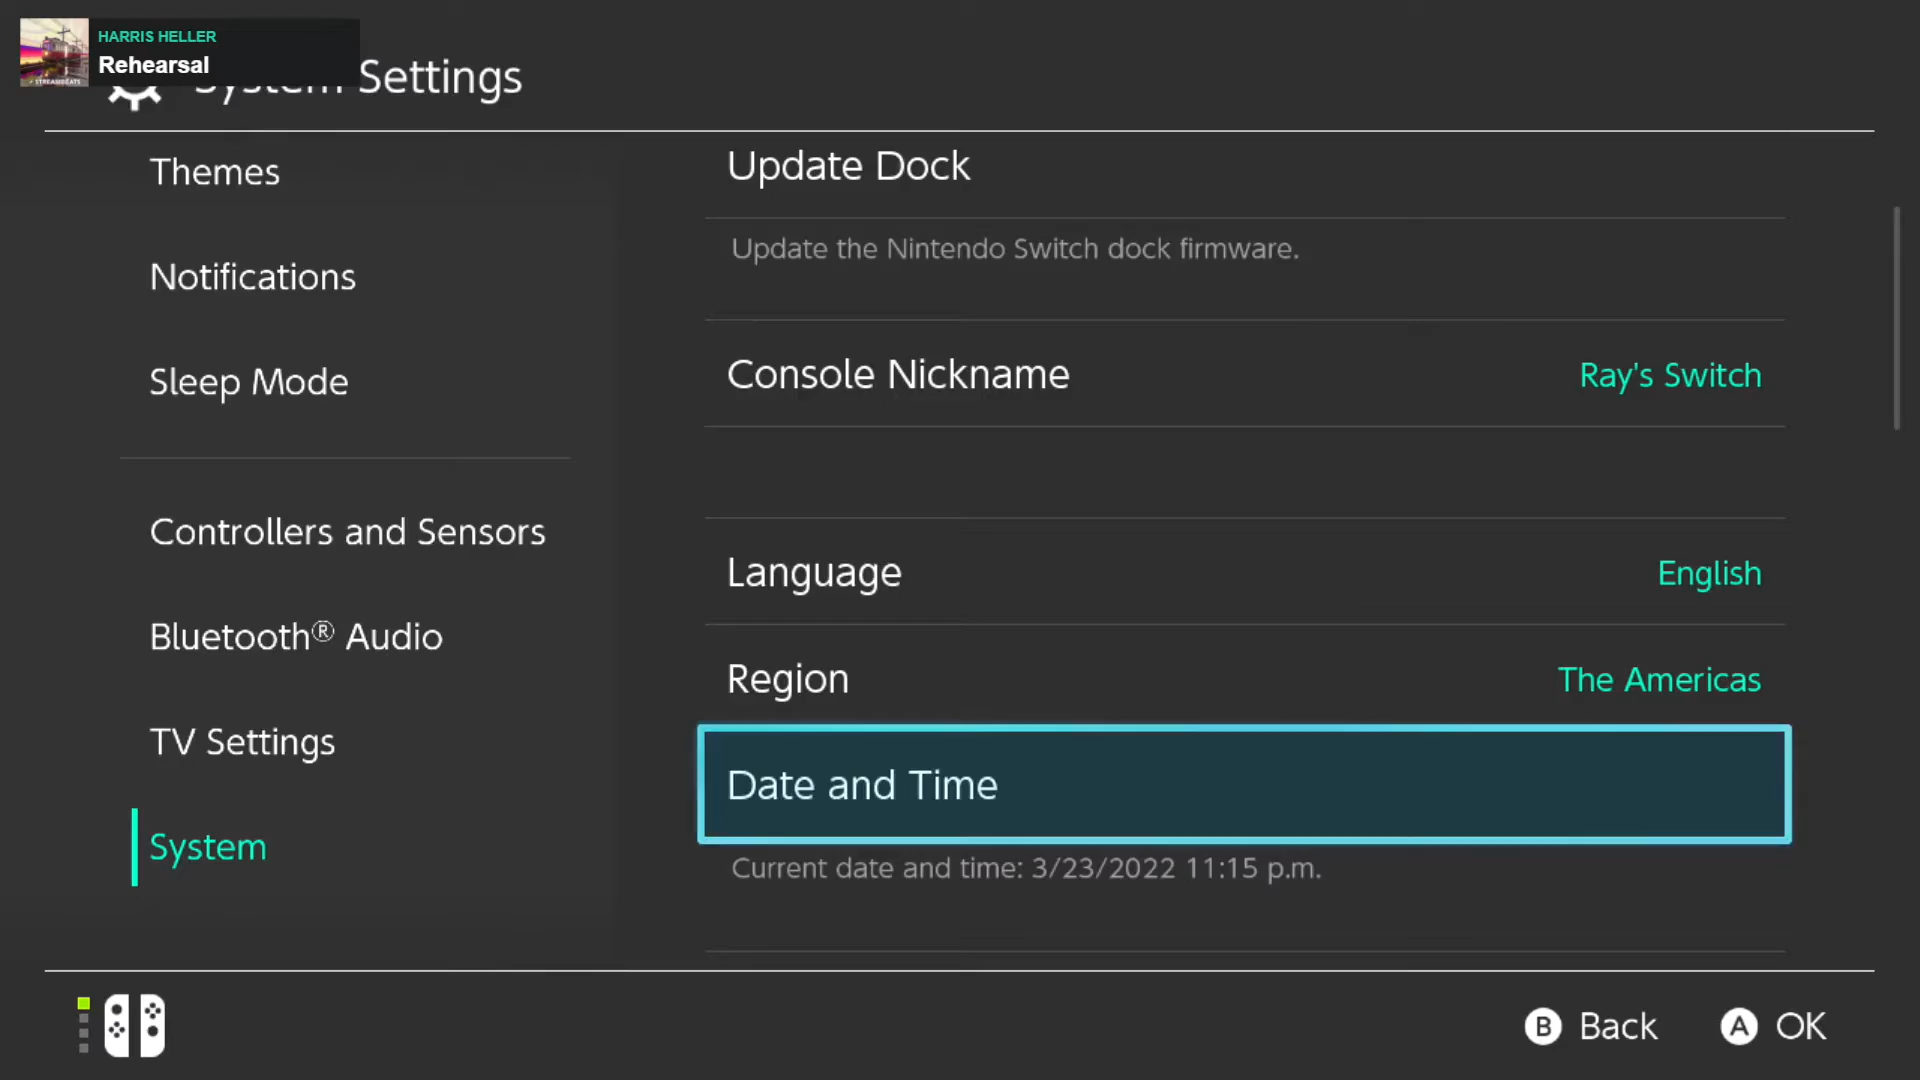 HARRIS HELLER
Rehearsal
STREAMBEATS
System Settings
Themes
Notifications
Sleep Mode
Controllers and Sensors
Bluetooth® Audio
TV Settings
System
Update Dock
Update the Nintendo Switch dock firmware.
Console Nickname Ray's Switch
Language English
Region The Americas
Date and Time
Current date and time: 3/23/2022 11:15 p.m.
B Back A OK